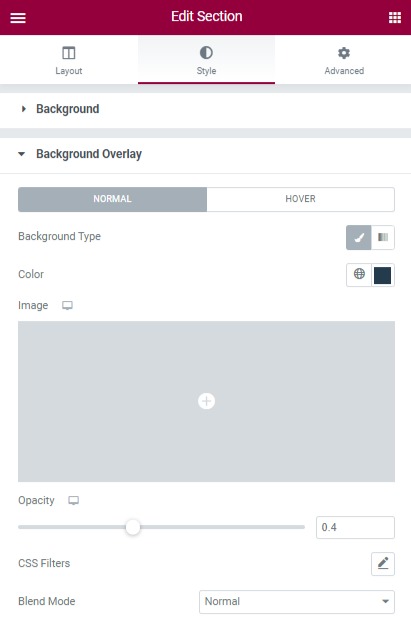 Edit Section
Layout
Style
Advanced
Background
Background Overlay
NORMAL
HOVER
Background Type
Color
Image
Opacity
0.4
CSS Filters
Blend Mode
Normal